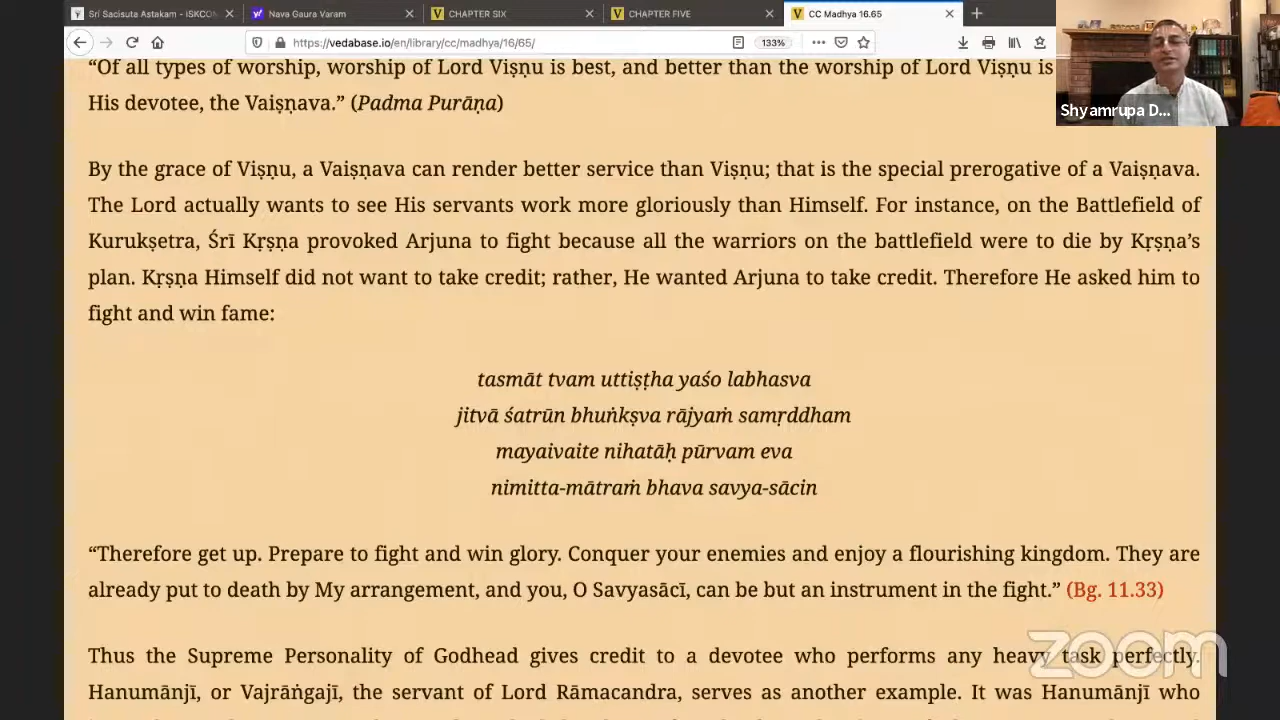 Sri Sacisuta Astakam - ISKCON
Nava Gaura Varam
CHAPTER SIX
CHAPTER FIVE
CC Madhya 16.65
https://vedabase.io/en/library/cc/madhya/16/65/
133%
“Of all types of worship, worship of Lord Viṣṇu is best, and better than the worship of Lord Viṣṇu is
His devotee, the Vaiṣṇava.” (Padma Purāṇa)
Shyamrupa D...
By the grace of Viṣṇu, a Vaiṣṇava can render better service than Viṣṇu; that is the special prerogative of a Vaiṣṇava.
The Lord actually wants to see His servants work more gloriously than Himself. For instance, on the Battlefield of
Kurukṣetra, Śrī Kṛṣṇa provoked Arjuna to fight because all the warriors on the battlefield were to die by Kṛṣṇa’s
plan. Kṛṣṇa Himself did not want to take credit; rather, He wanted Arjuna to take credit. Therefore He asked him to
fight and win fame:
tasmāt tvam uttiṣṭha yaśo labhasva
jitvā śatrūn bhuṅkṣva rājyaṁ samṛddham
mayaivaite nihatāḥ pūrvam eva
nimitta-mātraṁ bhava savya-sācin
“Therefore get up. Prepare to fight and win glory. Conquer your enemies and enjoy a flourishing kingdom. They are
already put to death by My arrangement, and you, O Savyasācī, can be but an instrument in the fight.” (Bg. 11.33)
Thus the Supreme Personality of Godhead gives credit to a devotee who performs any heavy task perfectly.
Hanumānjī, or Vajrāṅgajī, the servant of Lord Rāmacandra, serves as another example. It was Hanumānjī who
zoom